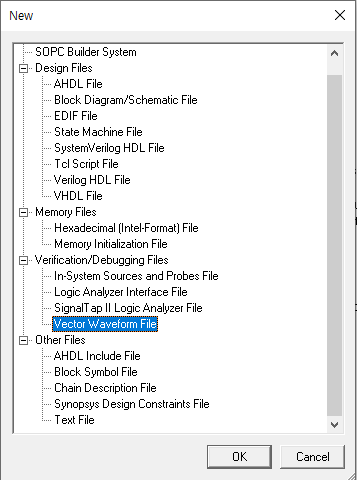 New
SOPC Builder System
Design Files
AHDL File
Block Diagram/Schematic File
EDIF File
State Machine File
SystemVerilog HDL File
Tcl Script File
Verilog HDL File
VHDL File
Memory Files
Hexadecimal (Intel-Format) File
Memory Initialization File
Verification/Debugging Files
In-System Sources and Probes File
Logic Analyzer Interface File
SignalTap II Logic Analyzer File
Vector Waveform File
Other Files
AHDL Include File
Block Symbol File
Chain Description File
Synopsys Design Constraints File
Text File
OK Cancel